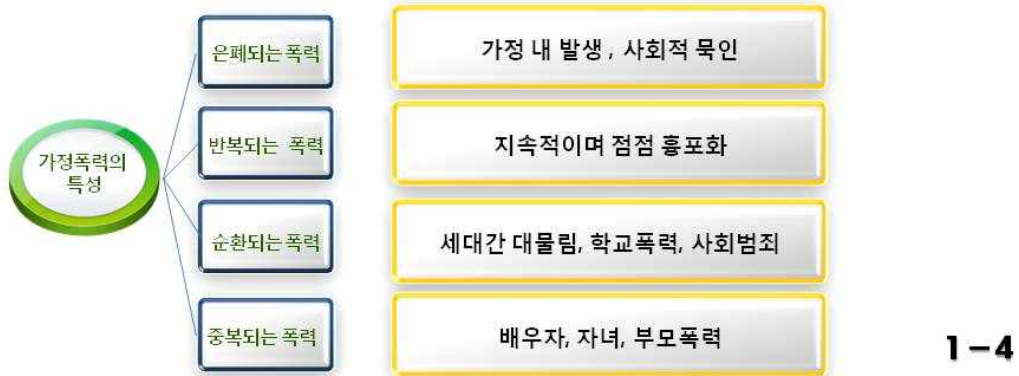 가정폭력의
특성
은폐되는 폭력
가정 내 발생 , 사회적 묵인
반복되는 폭력
지속적이며 점점 흉포화
순환되는 폭력
세대간 대물림, 학교폭력, 사회범죄
중복되는 폭력
배우자, 자녀, 부모폭력
1-4